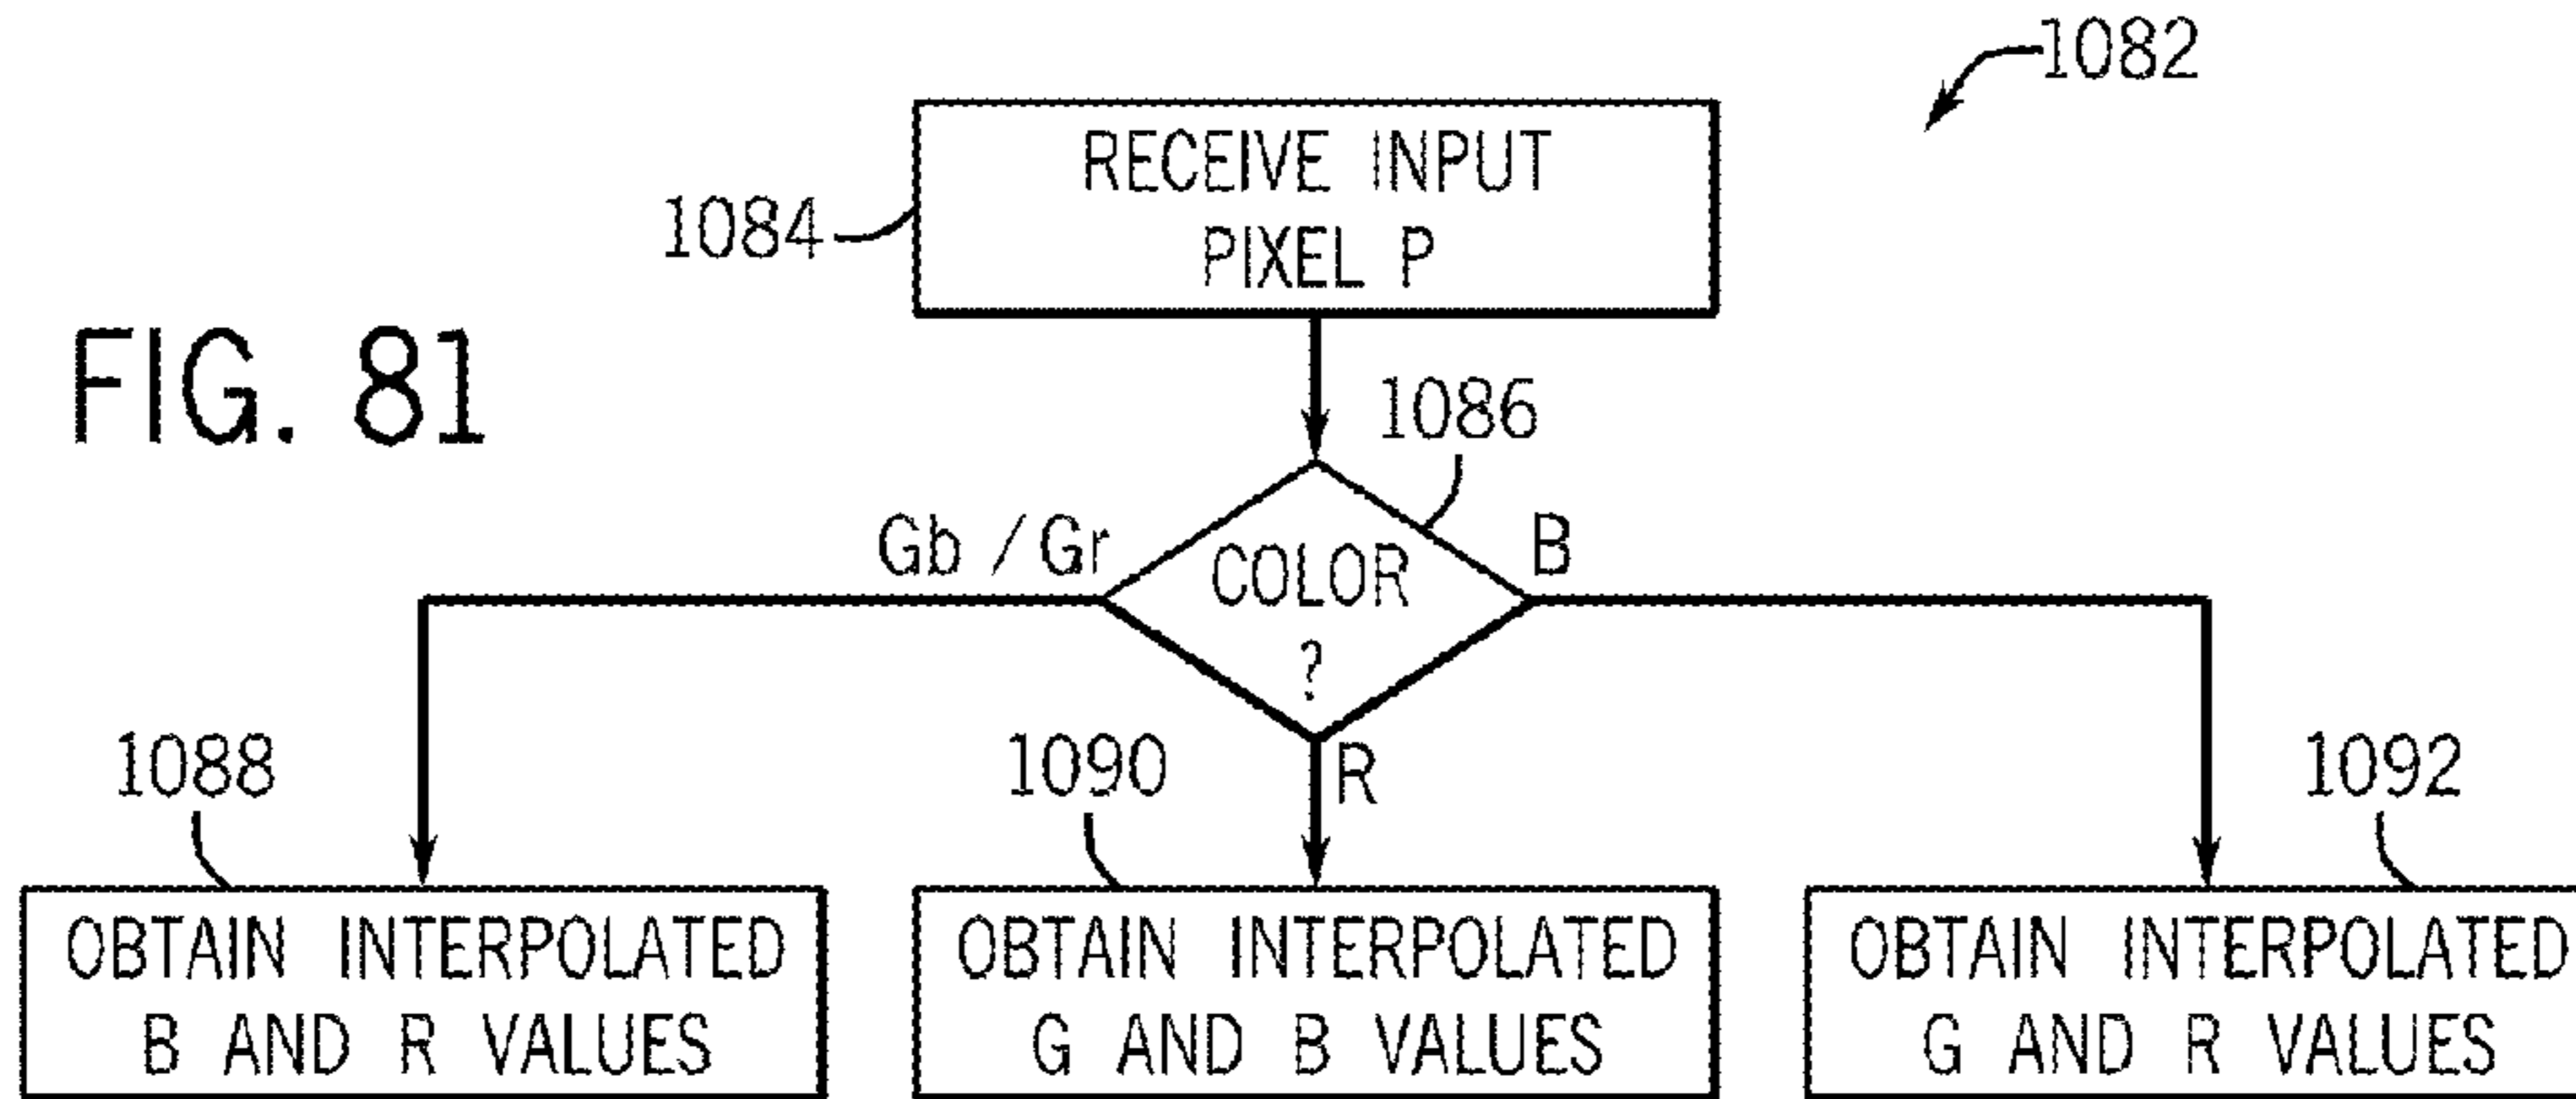 1082
RECEIVE INPUT
PIXEL P
1084
FIG. 81
1086
Gb / Gr
COLOR
?
B
R
1088
1090
1092
OBTAIN INTERPOLATED
B AND R VALUES
OBTAIN INTERPOLATED
G AND B VALUES
OBTAIN INTERPOLATED
G AND R VALUES